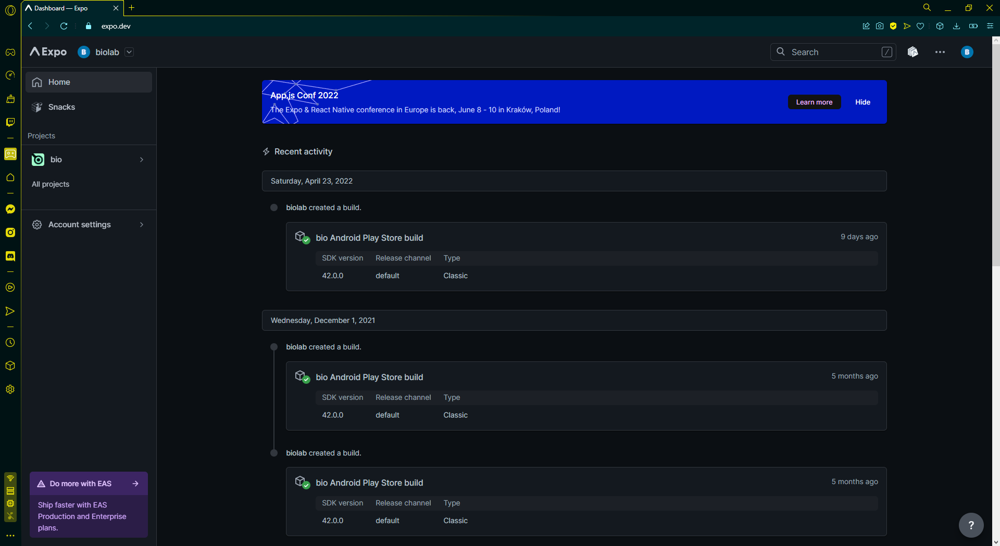 Dashboard — Expo
expo.dev
Expo
B
biolab
Search
/
B
Home
Snacks
Projects
bio
All projects
Account settings
Do more with EAS
Ship faster with EAS
Production and Enterprise
plans.
App.js Conf 2022
The Expo & React Native conference in Europe is back, June 8 - 10 in Kraków, Poland!
Learn more
Hide
Recent activity
Saturday, April 23, 2022
biolab created a build.
bio Android Play Store build
9 days ago
SDK version Release channel Type
42.0.0 default Classic
Wednesday, December 1, 2021
biolab created a build.
bio Android Play Store build
5 months ago
SDK version Release channel Type
42.0.0 default Classic
biolab created a build.
bio Android Play Store build
5 months ago
SDK version Release channel Type
42.0.0 default Classic
?